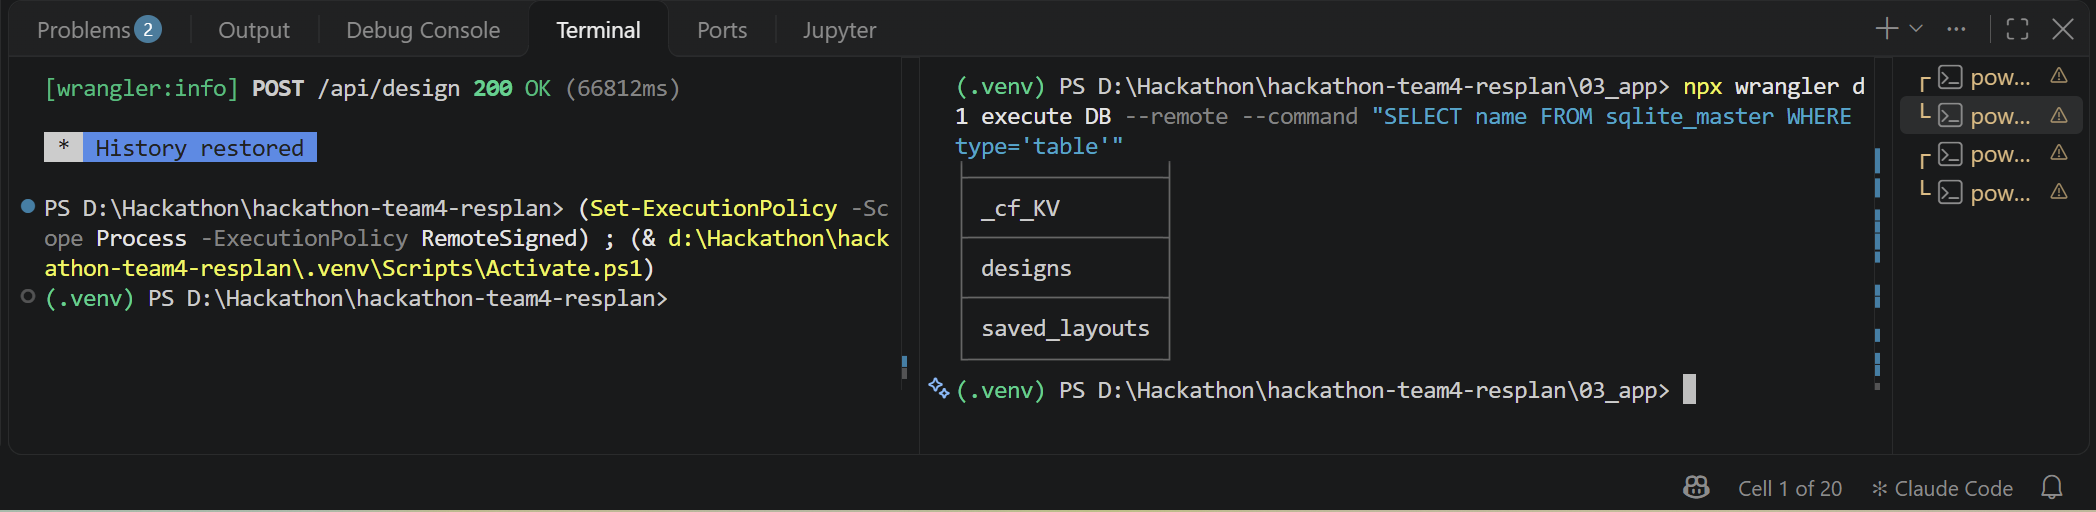 Problems 2 Output Debug Console Terminal Ports Jupyter
[wrangler:info] POST /api/design 200 OK (66812ms)
* History restored
PS D:\Hackathon\hackathon-team4-resplan> (Set-ExecutionPolicy -Sc
ope Process -ExecutionPolicy RemoteSigned) ; (& d:\Hackathon\hack
athon-team4-resplan\.venv\Scripts\Activate.ps1)
(.venv) PS D:\Hackathon\hackathon-team4-resplan>
(.venv) PS D:\Hackathon\hackathon-team4-resplan\03_app> npx wrangler d
1 execute DB --remote --command "SELECT name FROM sqlite_master WHERE
type='table'"
_cf_KV
designs
saved_layouts
(.venv) PS D:\Hackathon\hackathon-team4-resplan\03_app>
pow...
pow...
pow...
pow...
Cell 1 of 20 Claude Code